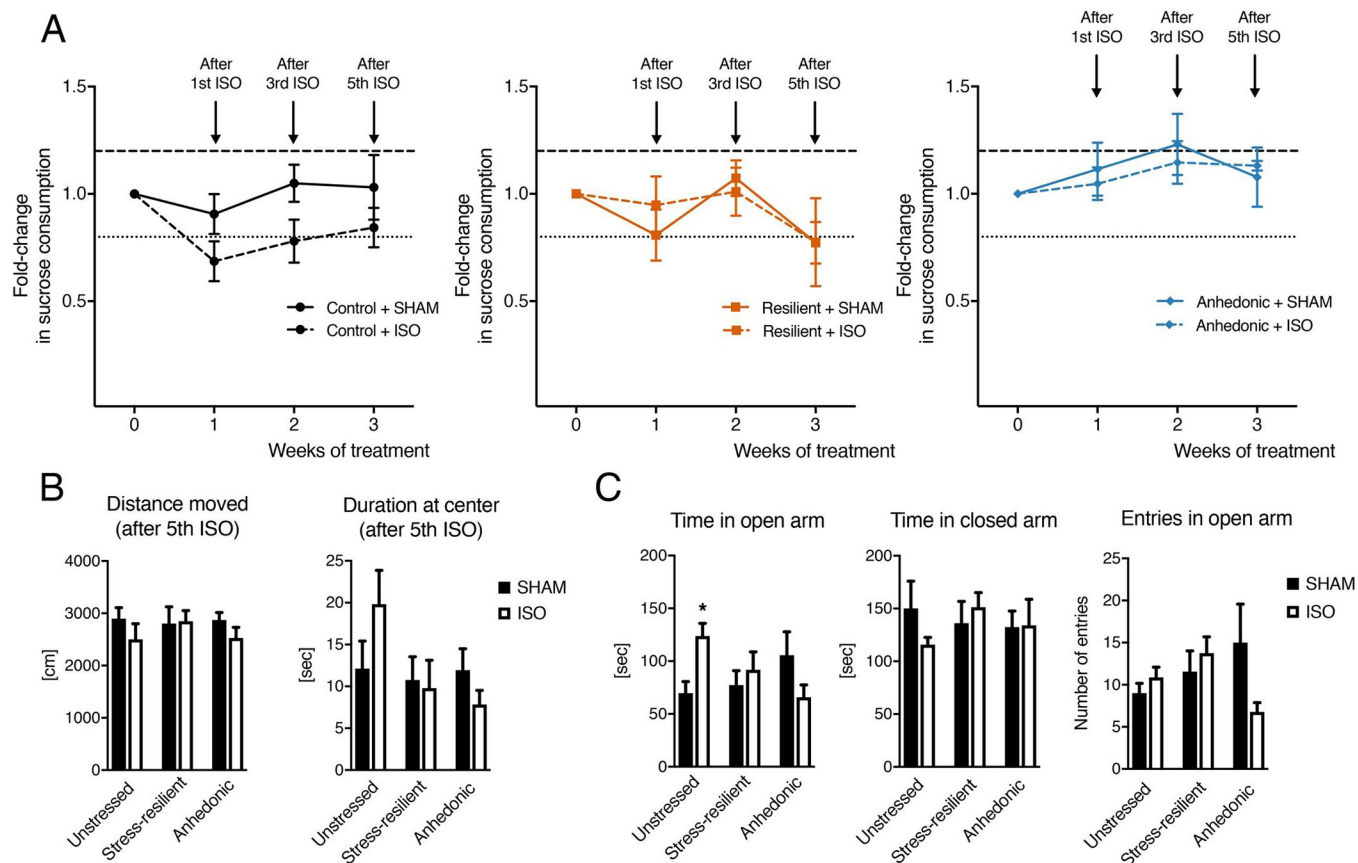 A
After
1st ISO
After
3rd ISO
After
5th ISO
1.5
1.0
0.5
Fold-change
in sucrose consumption
Control + SHAM
Control + ISO
0
1
2
3
Weeks of treatment
After
1st ISO
After
3rd ISO
After
5th ISO
1.5
1.0
0.5
Fold-change
in sucrose consumption
Resilient + SHAM
Resilient + ISO
0
1
2
3
Weeks of treatment
After
1st ISO
After
3rd ISO
After
5th ISO
1.5
1.0
0.5
Fold-change
in sucrose consumption
Anhedonic + SHAM
Anhedonic + ISO
0
1
2
3
Weeks of treatment
B
Distance moved
(after 5th ISO)
4000
3000
2000
1000
0
[cm]
Unstressed
Stress-resilient
Anhedonic
Duration at center
(after 5th ISO)
25
20
15
10
5
0
[sec]
Unstressed
Stress-resilient
Anhedonic
SHAM
ISO
C
Time in open arm
200
150
100
50
0
[sec]
*
Unstressed
Stress-resilient
Anhedonic
Time in closed arm
200
150
100
50
0
[sec]
Unstressed
Stress-resilient
Anhedonic
Entries in open arm
25
20
15
10
5
0
Number of entries
Unstressed
Stress-resilient
Anhedonic
SHAM
ISO